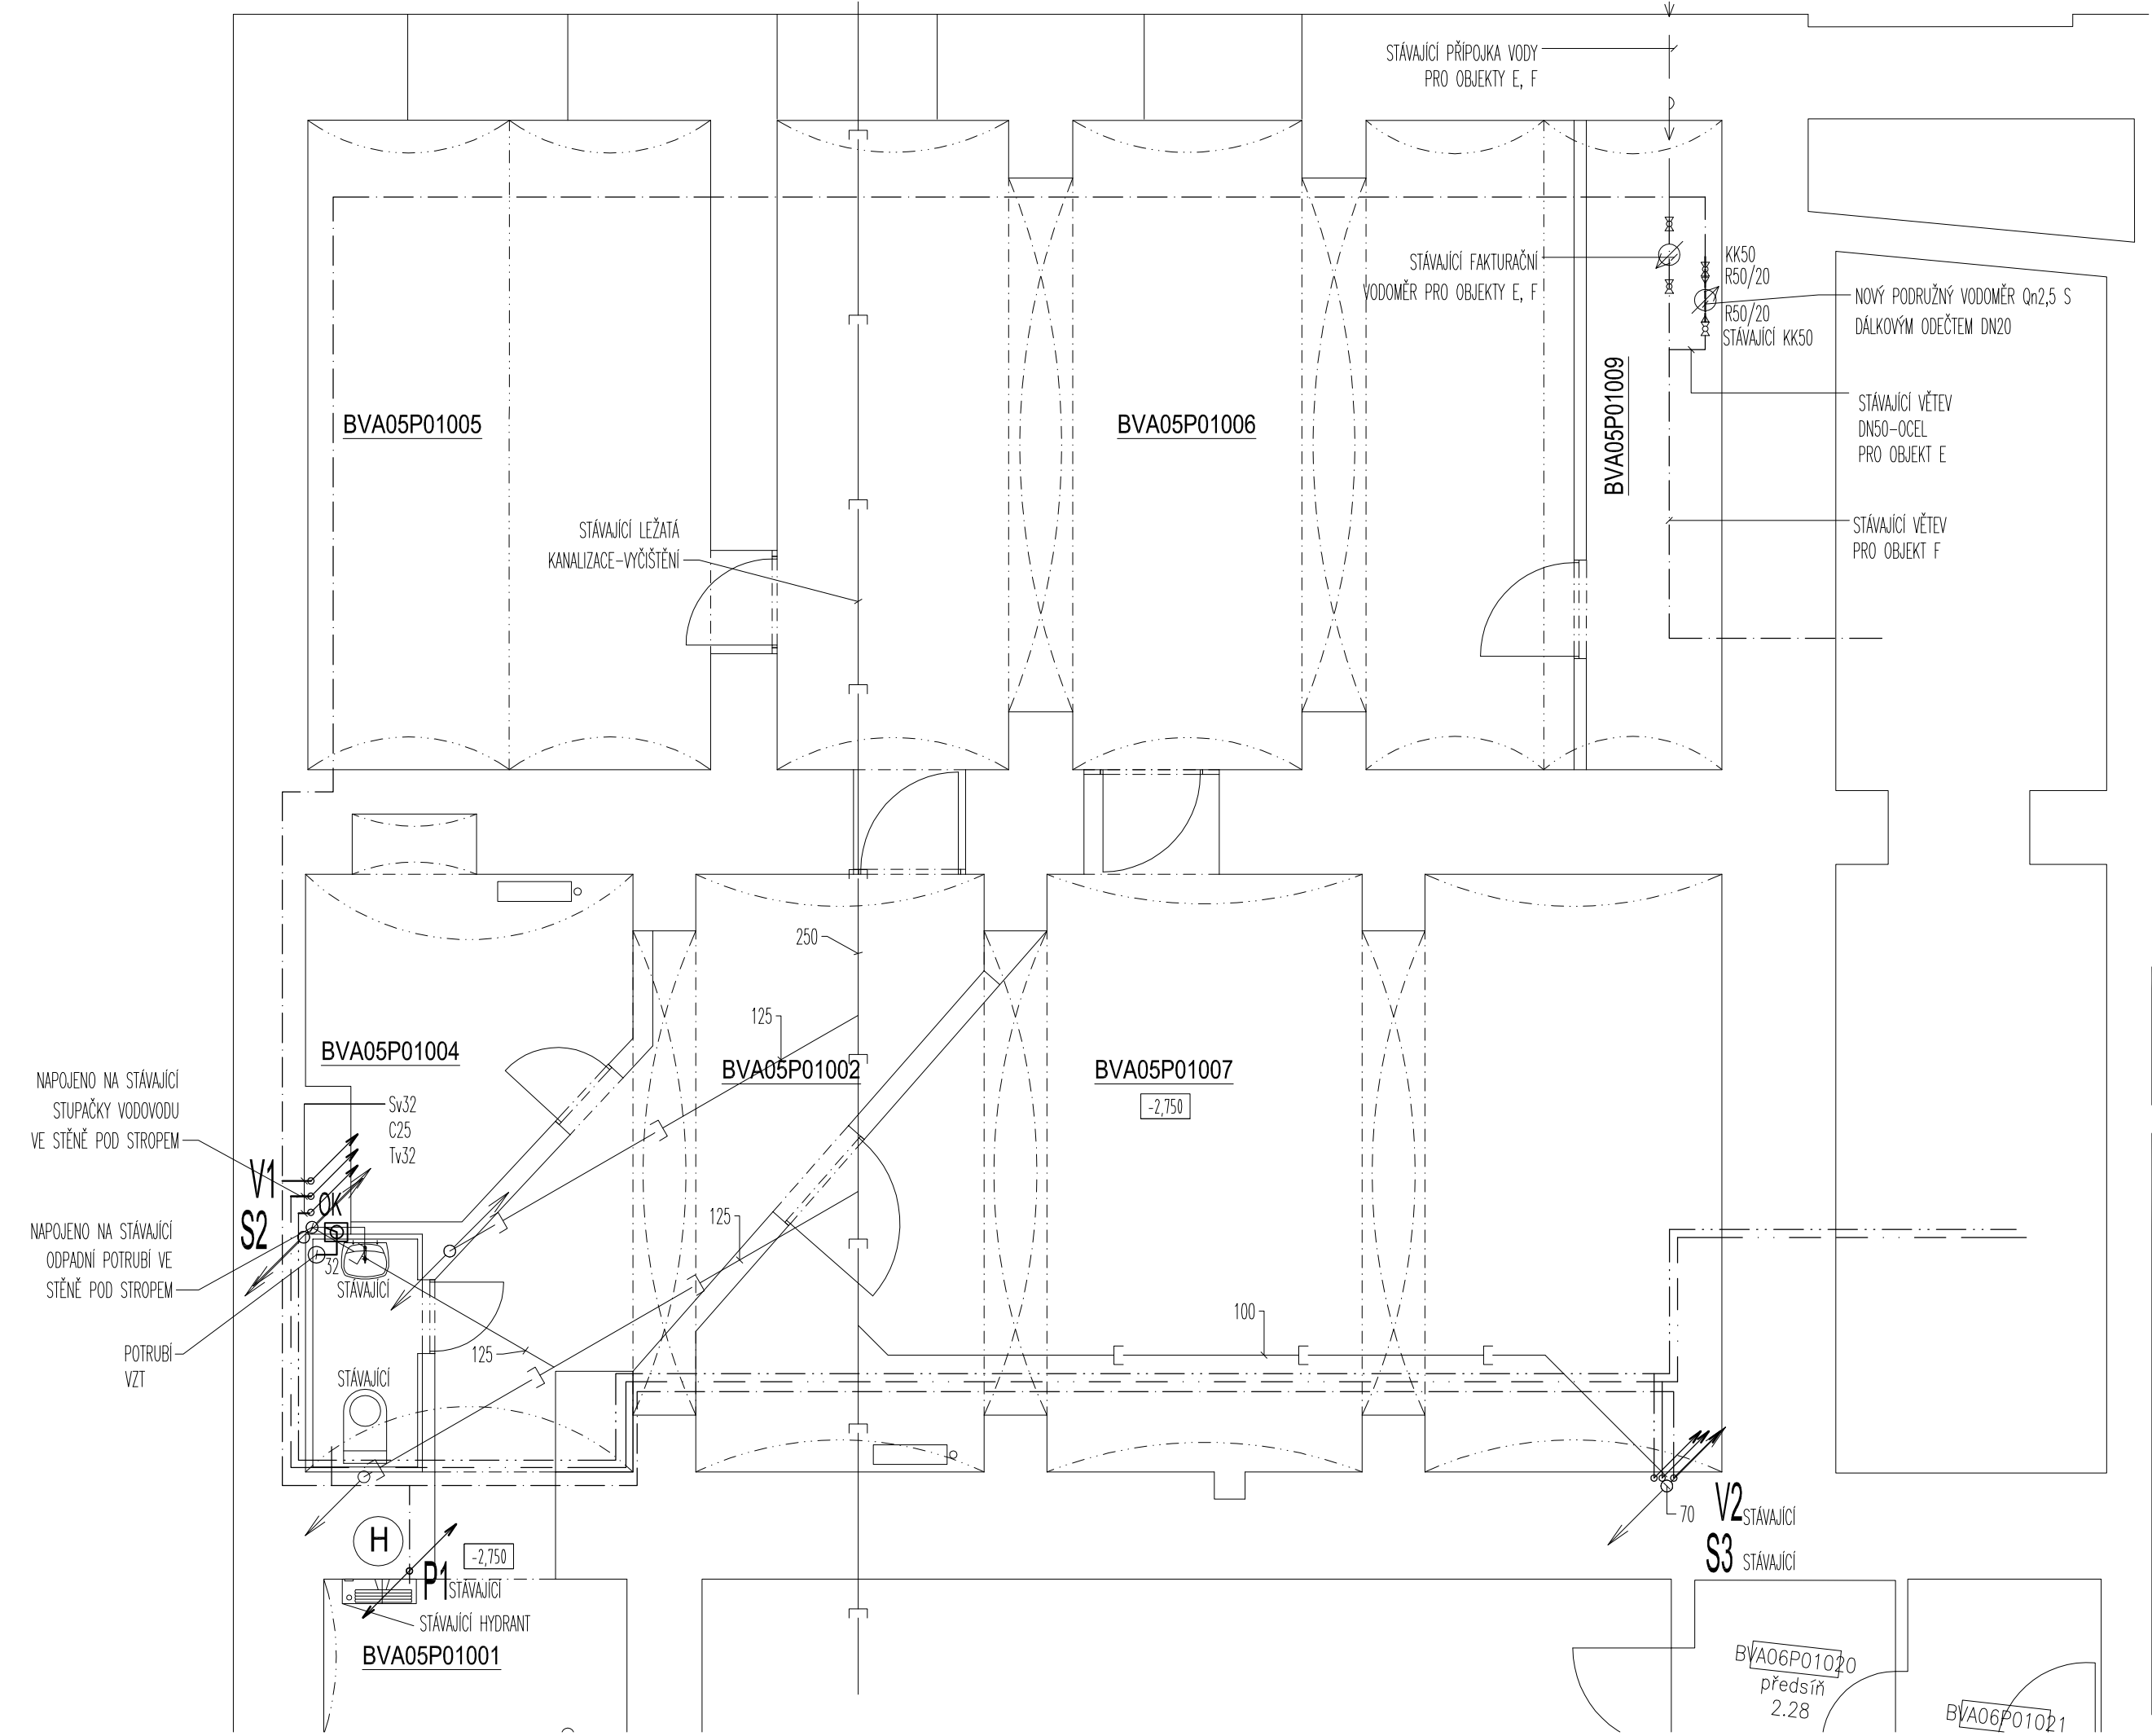 STÁVAJÍCÍ PŘÍPOJKA VODY
PRO OBJEKTY E, F
STÁVAJÍCÍ FAKTURAČNÍ
VODOMĚR PRO OBJEKTY E, F
KK50
R50/20
R50/20
STÁVAJÍCÍ KK50
NOVÝ PODRUŽNÝ VODOMĚR Qn2,5 S
DÁLKOVÝM ODEČTEM DN20
STÁVAJÍCÍ VĚTEV
DN50-OCEL
PRO OBJEKT E
STÁVAJÍCÍ VĚTEV
PRO OBJEKT F
BVA05P01005
BVA05P01006
BVA05P01009
STÁVAJÍCÍ LEŽATÁ
KANALIZACE-VYČIŠTĚNÍ
250
125
BVA05P01004
BVA05P01002
BVA05P01007
-2,750
NAPOJENO NA STÁVAJÍCÍ
STUPAČKY VODOVODU
VE STĚNĚ POD STROPEM
Sv32
C25
Tv32
V1
S2
OK
NAPOJENO NA STÁVAJÍCÍ
ODPADNÍ POTRUBÍ VE
STĚNĚ POD STROPEM
32
STÁVAJÍCÍ
125
100
POTRUBÍ
VZT
125
STÁVAJÍCÍ
H
-2,750
P1 STÁVAJÍCÍ
STÁVAJÍCÍ HYDRANT
BVA05P01001
70
V2 STÁVAJÍCÍ
S3 STÁVAJÍCÍ
BVA06P01020
předsíň
2.28
BVA06P01021